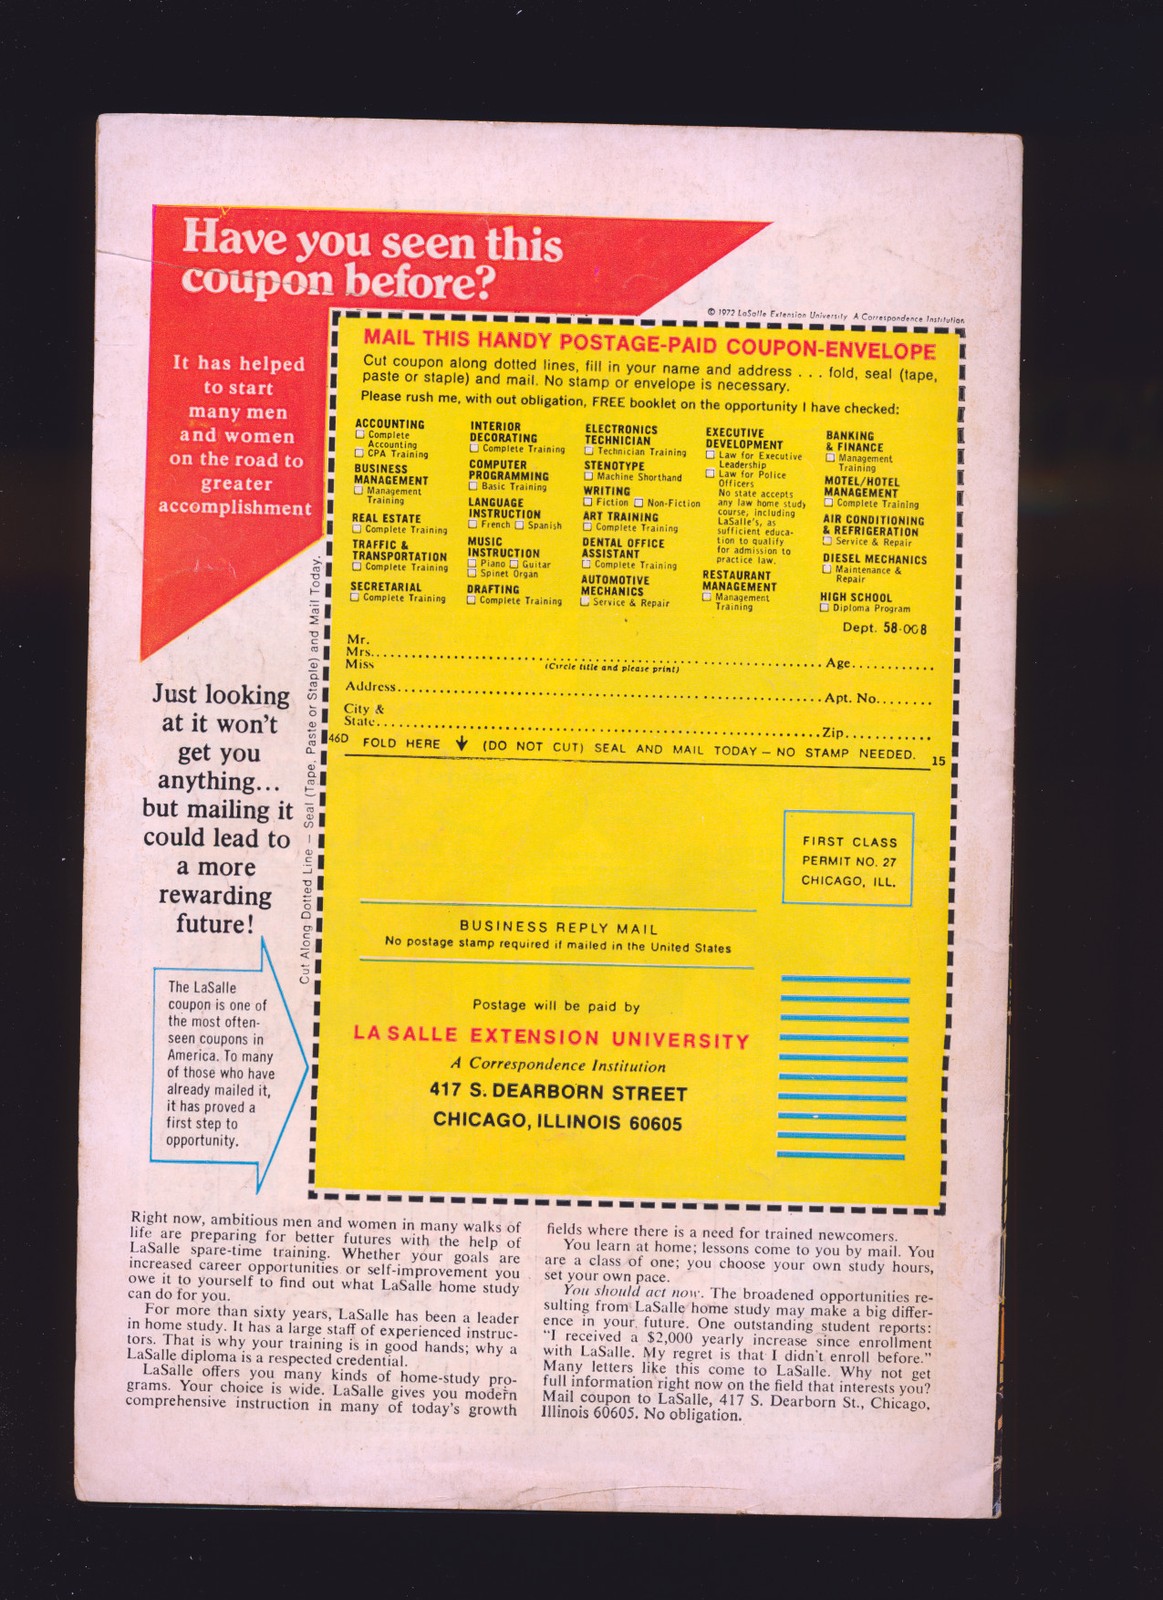 Have you seen this
coupon before?
It has helped
to start
many men
and women
on the road to
greater
accomplishment
© 1972 LaSalle Extension University A Correspondence Institution
MAIL THIS HANDY POSTAGE-PAID COUPON-ENVELOPE
Cut coupon along dotted lines, fill in your name and address . . . fold, seal (tape,
paste or staple) and mail. No stamp or envelope is necessary.
Please rush me, with out obligation, FREE booklet on the opportunity I have checked:
ACCOUNTING
☐ Complete
Accounting
☐ CPA Training
BUSINESS
MANAGEMENT
☐ Management
Training
REAL ESTATE
☐ Complete Training
TRAFFIC &
TRANSPORTATION
☐ Complete Training
SECRETARIAL
☐ Complete Training
INTERIOR
DECORATING
☐ Complete Training
COMPUTER
PROGRAMMING
☐ Basic Training
LANGUAGE
INSTRUCTION
☐ French ☐ Spanish
MUSIC
INSTRUCTION
☐ Piano ☐ Guitar
☐ Spinet Organ
DRAFTING
☐ Complete Training
ELECTRONICS
TECHNICIAN
☐ Technician Training
STENOTYPE
☐ Machine Shorthand
WRITING
☐ Fiction ☐ Non-Fiction
ART TRAINING
☐ Complete Training
DENTAL OFFICE
ASSISTANT
☐ Complete Training
AUTOMOTIVE
MECHANICS
☐ Service & Repair
EXECUTIVE
DEVELOPMENT
☐ Law for Executive
Leadership
☐ Law for Police
Officers
No state accepts
any law home study
course, including
LaSalle's, as
sufficient educa-
tion to qualify
for admission to
practice law.
RESTAURANT
MANAGEMENT
☐ Management
Training
BANKING
& FINANCE
☐ Management
Training
MOTEL/HOTEL
MANAGEMENT
☐ Complete Training
AIR CONDITIONING
& REFRIGERATION
☐ Service & Repair
DIESEL MECHANICS
☐ Maintenance &
Repair
HIGH SCHOOL
☐ Diploma Program
Dept. 58-008
Mr.
Mrs. Age
Miss (Circle title and please print)
Address Apt. No.
City &
State Zip
46D FOLD HERE ↓ (DO NOT CUT) SEAL AND MAIL TODAY — NO STAMP NEEDED. 15
Cut Along Dotted Line — Seal (Tape, Paste or Staple) and Mail Today.
Just looking
at it won't
get you
anything...
but mailing it
could lead to
a more
rewarding
future!
FIRST CLASS
PERMIT NO. 27
CHICAGO, ILL.
BUSINESS REPLY MAIL
No postage stamp required if mailed in the United States
Postage will be paid by
LA SALLE EXTENSION UNIVERSITY
A Correspondence Institution
417 S. DEARBORN STREET
CHICAGO, ILLINOIS 60605
The LaSalle
coupon is one of
the most often-
seen coupons in
America. To many
of those who have
already mailed it,
it has proved a
first step to
opportunity.
Right now, ambitious men and women in many walks of
life are preparing for better futures with the help of
LaSalle spare-time training. Whether your goals are
increased career opportunities or self-improvement you
owe it to yourself to find out what LaSalle home study
can do for you.
For more than sixty years, LaSalle has been a leader
in home study. It has a large staff of experienced instruc-
tors. That is why your training is in good hands; why a
LaSalle diploma is a respected credential.
LaSalle offers you many kinds of home-study pro-
grams. Your choice is wide. LaSalle gives you modern
comprehensive instruction in many of today's growth
fields where there is a need for trained newcomers.
You learn at home; lessons come to you by mail. You
are a class of one; you choose your own study hours,
set your own pace.
You should act now. The broadened opportunities re-
sulting from LaSalle home study may make a big differ-
ence in your future. One outstanding student reports:
"I received a $2,000 yearly increase since enrollment
with LaSalle. My regret is that I didn't enroll before."
Many letters like this come to LaSalle. Why not get
full information right now on the field that interests you?
Mail coupon to LaSalle, 417 S. Dearborn St., Chicago,
Illinois 60605. No obligation.